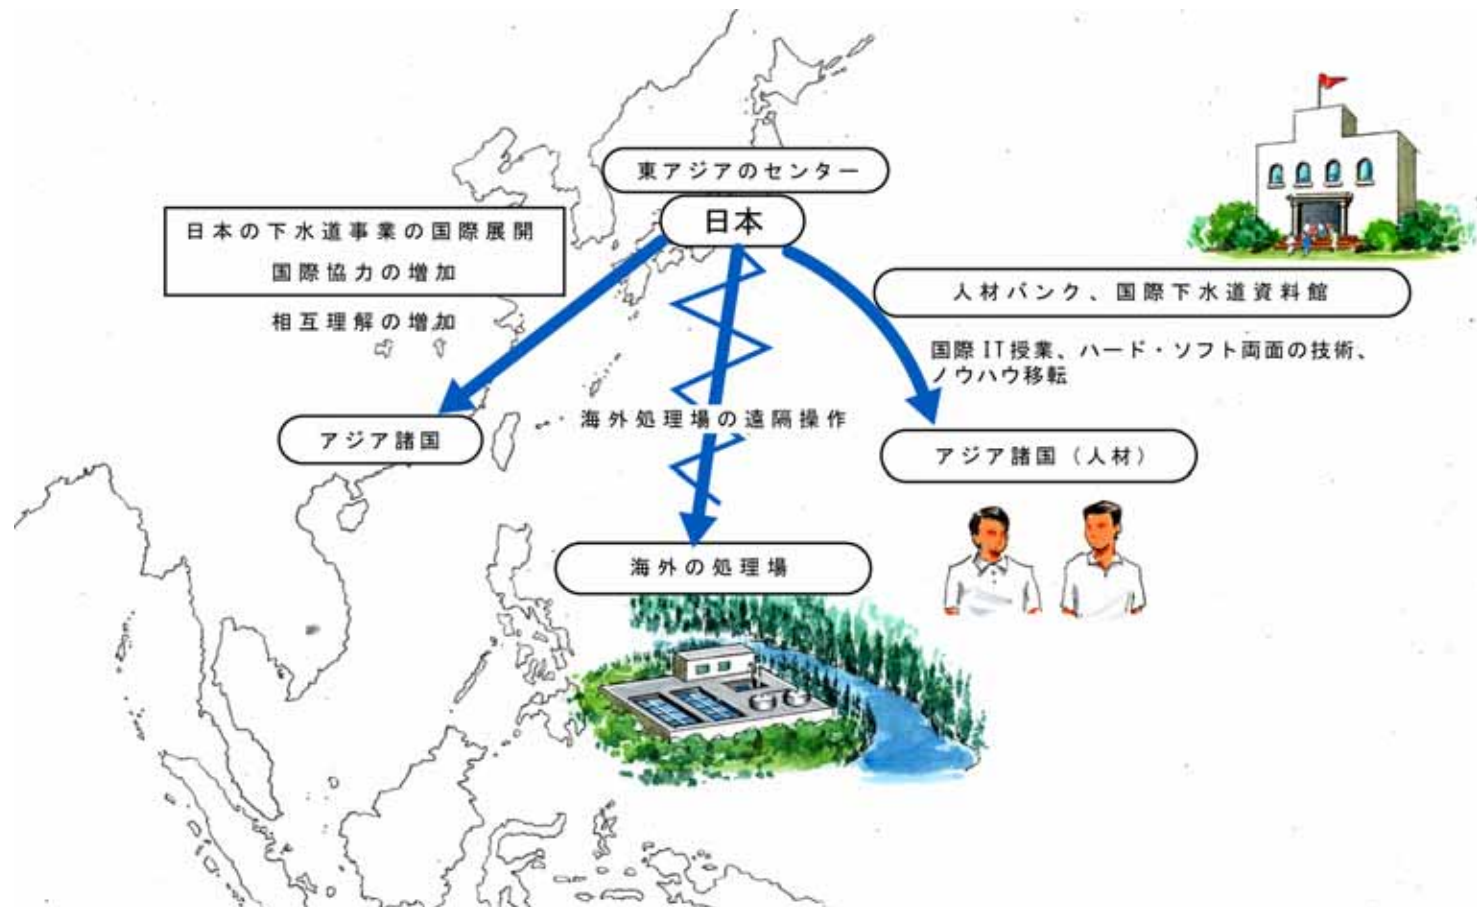 東アジアのセンター
日本
日本の下水道事業の国際展開
国際協力の増加
相互理解の増加
人材バンク、国際下水道資料館
国際IT授業、ハード・ソフト両面の技術、
ノウハウ移転
海外処理場の遠隔操作
アジア諸国
アジア諸国（人材）
海外の処理場